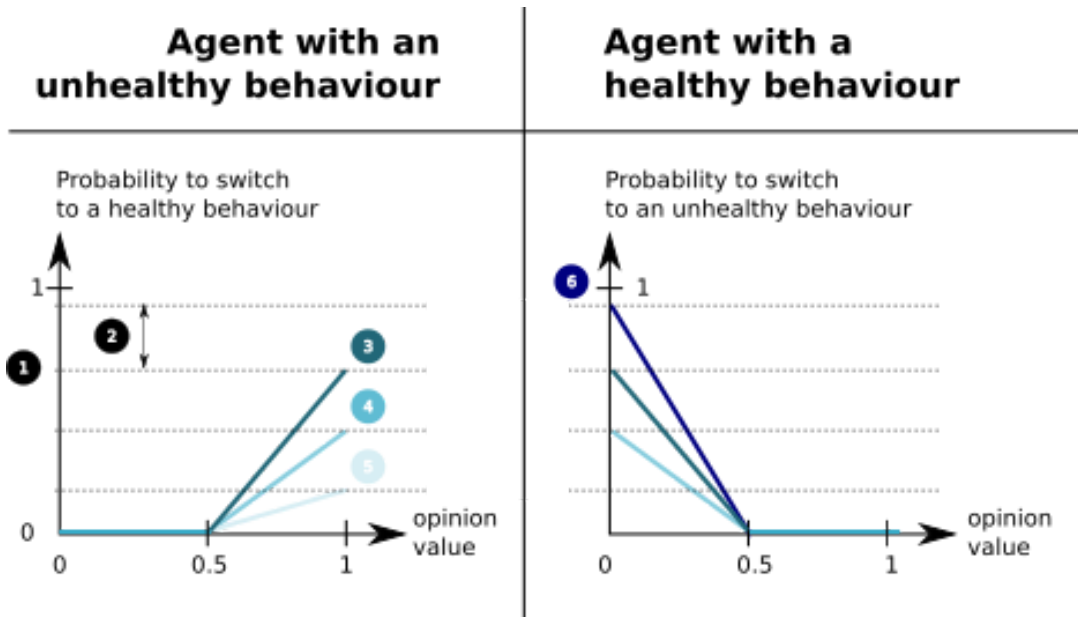 Agent with an
unhealthy behaviour
Agent with a
healthy behaviour
Probability to switch
to a healthy behaviour
1
2
1
3
4
5
0
0
0.5
1
opinion
value
Probability to switch
to an unhealthy behaviour
6
1
0
0.5
1
opinion
value